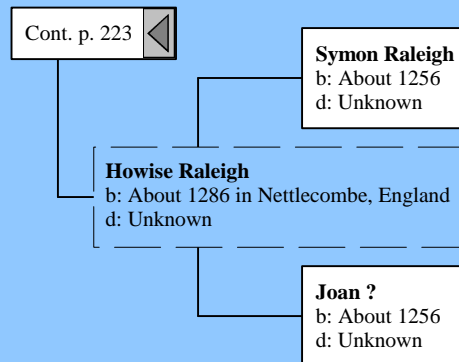 Cont. p. 223
Symon Raleigh
b: About 1256
d: Unknown
Howise Raleigh
b: About 1286 in Nettlecombe, England
d: Unknown
Joan ?
b: About 1256
d: Unknown